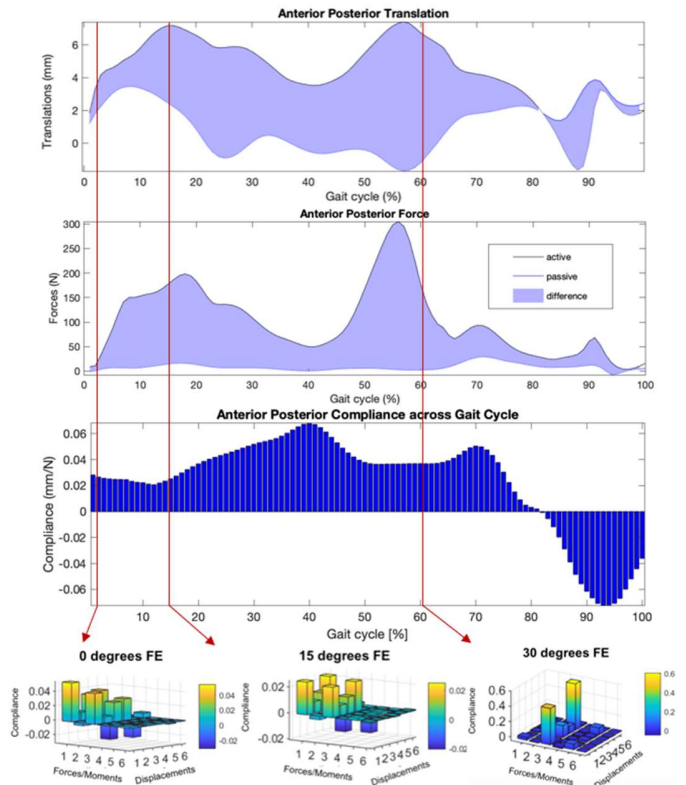 Anterior Posterior Translation
Translations (mm)
6
4
2
0
0 10 20 30 40 50 60 70 80 90
Gait cycle (%)
Anterior Posterior Force
Forces (N)
300
250
200
150
100
50
0
active
passive
difference
0 10 20 30 40 50 60 70 80 90 100
Gait cycle (%)
Anterior Posterior Compliance across Gait Cycle
Compliance (mm/N)
0.06
0.04
0.02
0
-0.02
-0.04
-0.06
10 20 30 40 50 60 70 80 90 100
Gait cycle [%]
0 degrees FE
Compliance
0.04
0.02
0
-0.02
1 2 3 4 5 6
Forces/Moments
1 2 3 4 5 6
Displacements
0.04
0.02
0
-0.02
15 degrees FE
Compliance
0.02
0
-0.02
1 2 3 4 5 6
Forces/Moments
1 2 3 4 5 6
Displacements
0.02
0
-0.02
30 degrees FE
Compliance
0.6
0.4
0.2
0
1 2 3 4 5 6
Forces/Moments
1 2 3 4 5 6
Displacements
0.6
0.4
0.2
0